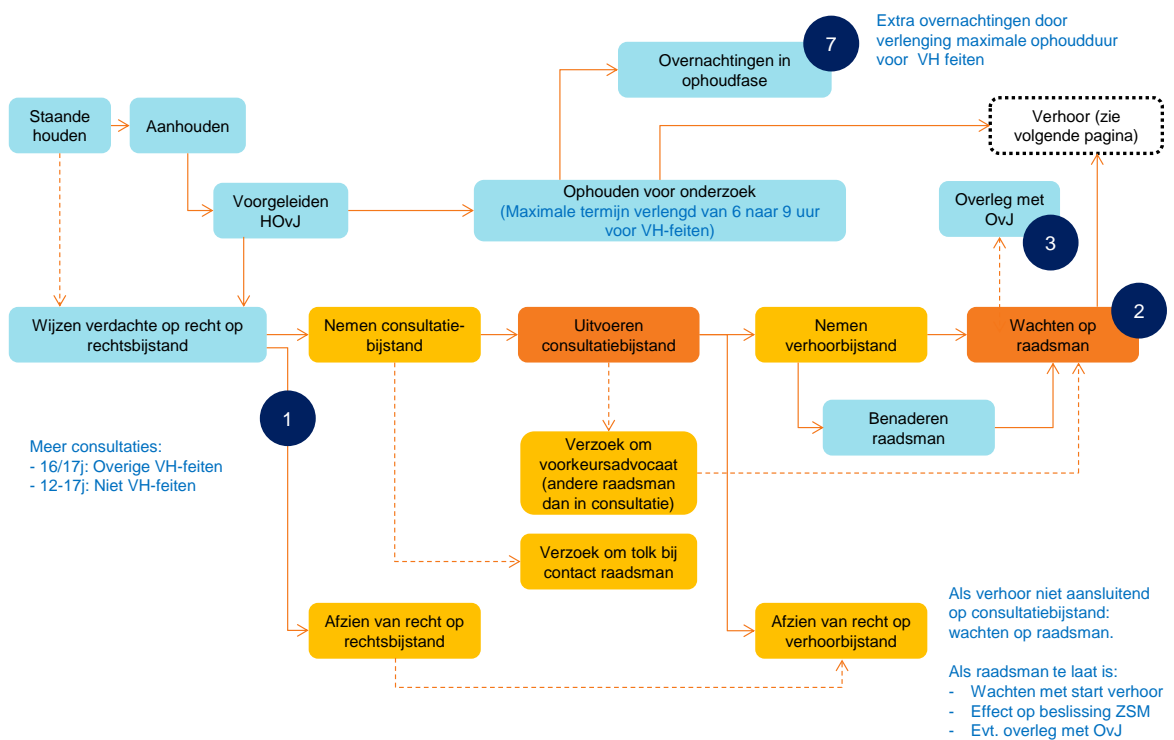 7
Extra overnachtingen door
verlenging maximale ophoudduur
voor VH feiten
Overnachtingen in
ophoudfase
Staande
houden
Aanhouden
Verhoor (zie
volgende pagina)
Voorgeleiden
HOvJ
Ophouden voor onderzoek
(Maximale termijn verlengd van 6 naar 9 uur
voor VH-feiten)
Overleg met
OvJ
3
2
Wijzen verdachte op recht op
rechtsbijstand
Nemen consultatie-
bijstand
Uitvoeren
consultatiebijstand
Nemen
verhoorbijstand
Wachten op
raadsman
1
Benaderen
raadsman
Meer consultaties:
- 16/17j: Overige VH-feiten
- 12-17j: Niet VH-feiten
Verzoek om
voorkeursadvocaat
(andere raadsman
dan in consultatie)
Verzoek om tolk bij
contact raadsman
Afzien van recht op
rechtsbijstand
Afzien van recht op
verhoorbijstand
Als verhoor niet aansluitend
op consultatiebijstand:
wachten op raadsman.
Als raadsman te laat is:
- Wachten met start verhoor
- Effect op beslissing ZSM
- Evt. overleg met OvJ